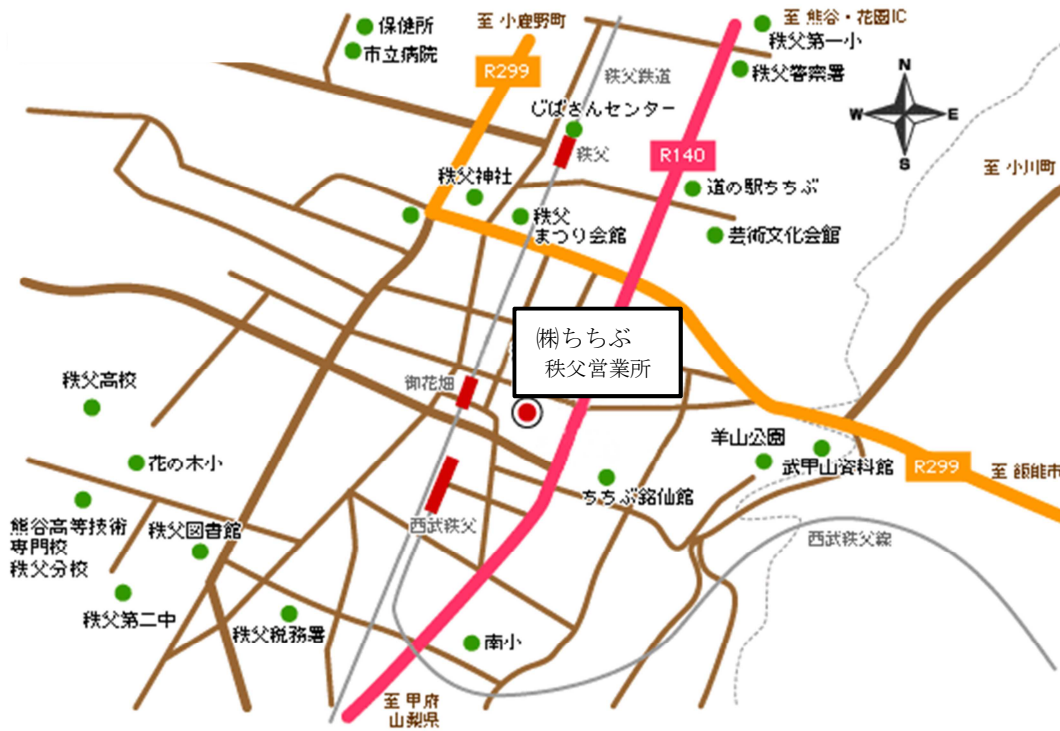 保健所
市立病院
至 小鹿野町
R299
秩父鉄道
じばさんセンター
秩父
至 熊谷・花園IC
秩父第一小
秩父警察署
N
W
E
S
R140
至 小川町
道の駅ちちぶ
芸術文化会館
秩父神社
秩父
まつり会館
㈱ちちぶ
秩父営業所
御花畑
秩父高校
花の木小
熊谷高等技術
専門校
秩父分校
秩父図書館
西武秩父
ちちぶ銘仙館
羊山公園
武甲山資料館
R299
至 飯能市
西武秩父線
秩父第二中
秩父税務署
南小
至 甲府
山梨県